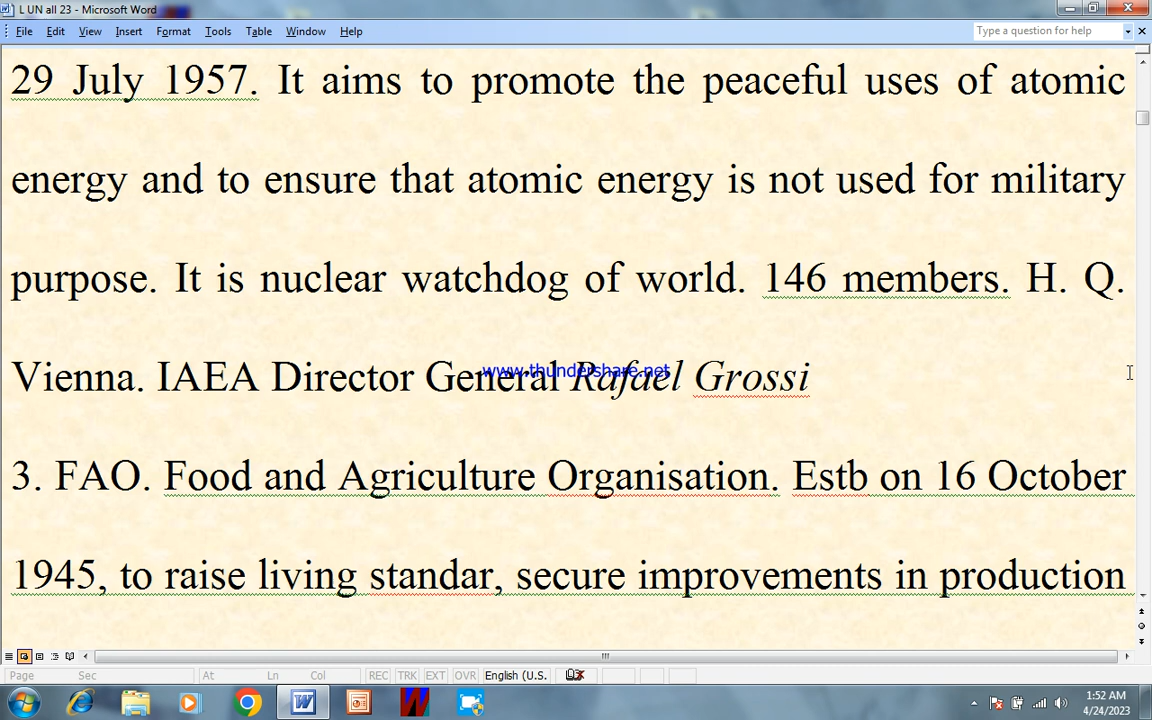 L UN all 23 - Microsoft Word
File Edit View Insert Format Tools Table Window Help Type a question for help
29 July 1957. It aims to promote the peaceful uses of atomic
energy and to ensure that atomic energy is not used for military
purpose. It is nuclear watchdog of world. 146 members. H. Q.
Vienna. IAEA Director General Rafael Grossi
www.thundershare.net
3. FAO. Food and Agriculture Organisation. Estb on 16 October
1945, to raise living standar, secure improvements in production
Page Sec At Ln Col REC TRK EXT OVR English (U.S.
1:52 AM
4/24/2023